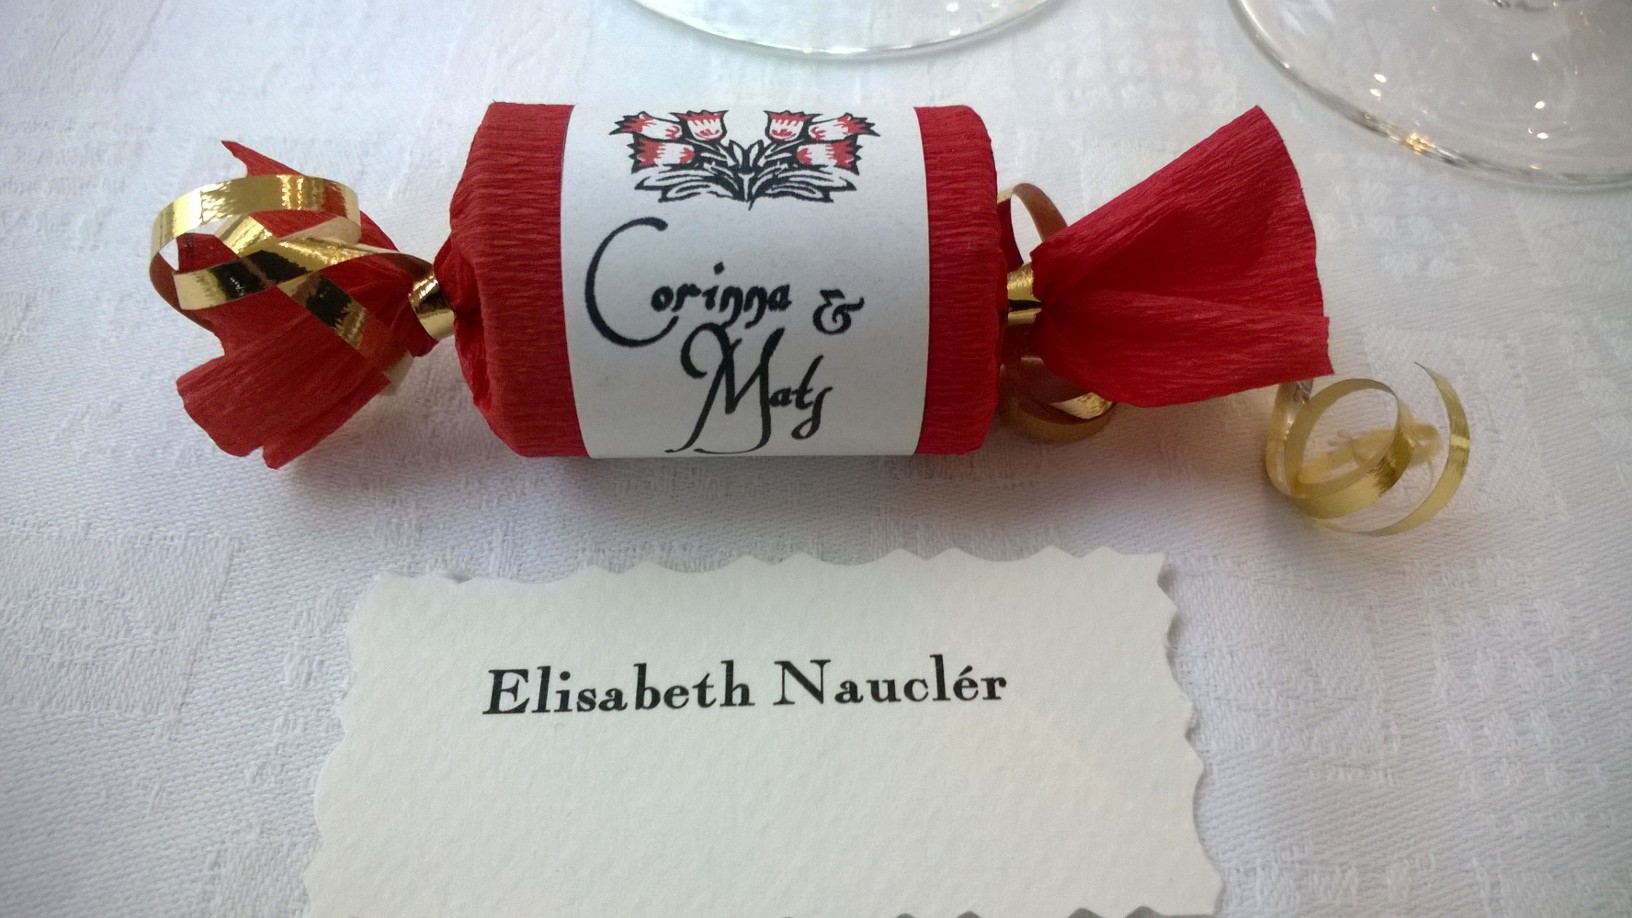 Corinna &
Mats
Elisabeth Nauclér